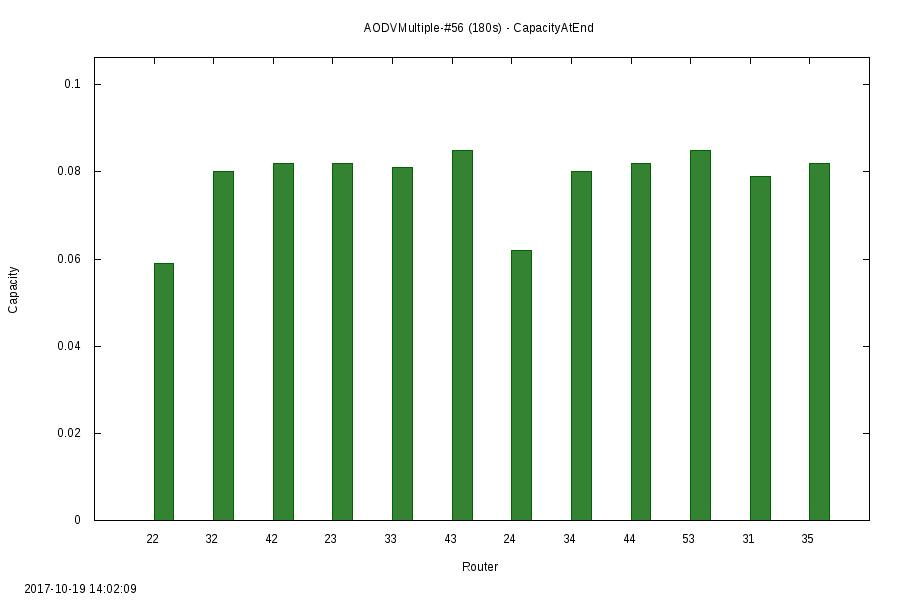 AODVMultiple-#56 (180s) - CapacityAtEnd
0.1
0.08
0.06
0.04
0.02
0
Capacity
22 32 42 23 33 43 24 34 44 53 31 35
Router
2017-10-19 14:02:09